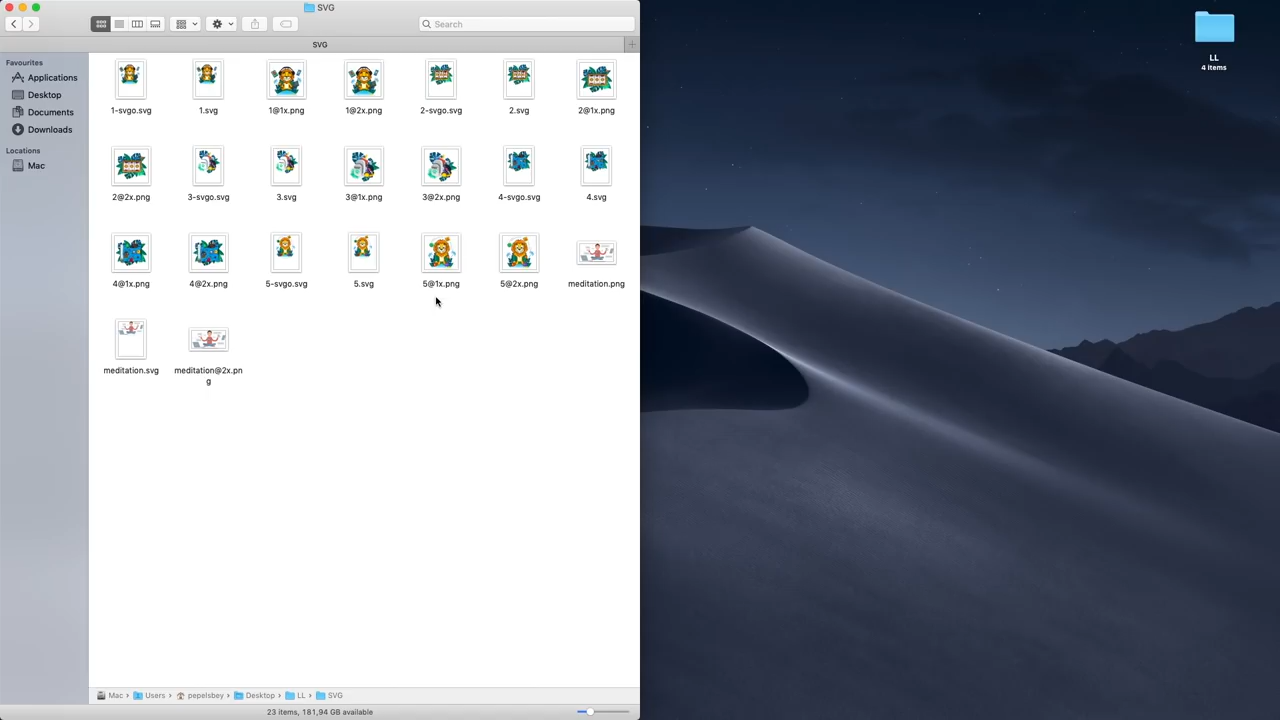 SVG
Search
SVG
Favourites
Applications
Desktop
Documents
Downloads
Locations
Mac
1-svgo.svg
1.svg
1@1x.png
1@2x.png
2-svgo.svg
2.svg
2@1x.png
2@2x.png
3-svgo.svg
3.svg
3@1x.png
3@2x.png
4-svgo.svg
4.svg
4@1x.png
4@2x.png
5-svgo.svg
5.svg
5@1x.png
5@2x.png
meditation.png
meditation.svg
meditation@2x.pn
g
Mac › Users › pepelsbey › Desktop › LL › SVG
23 items, 181,94 GB available
LL
4 items